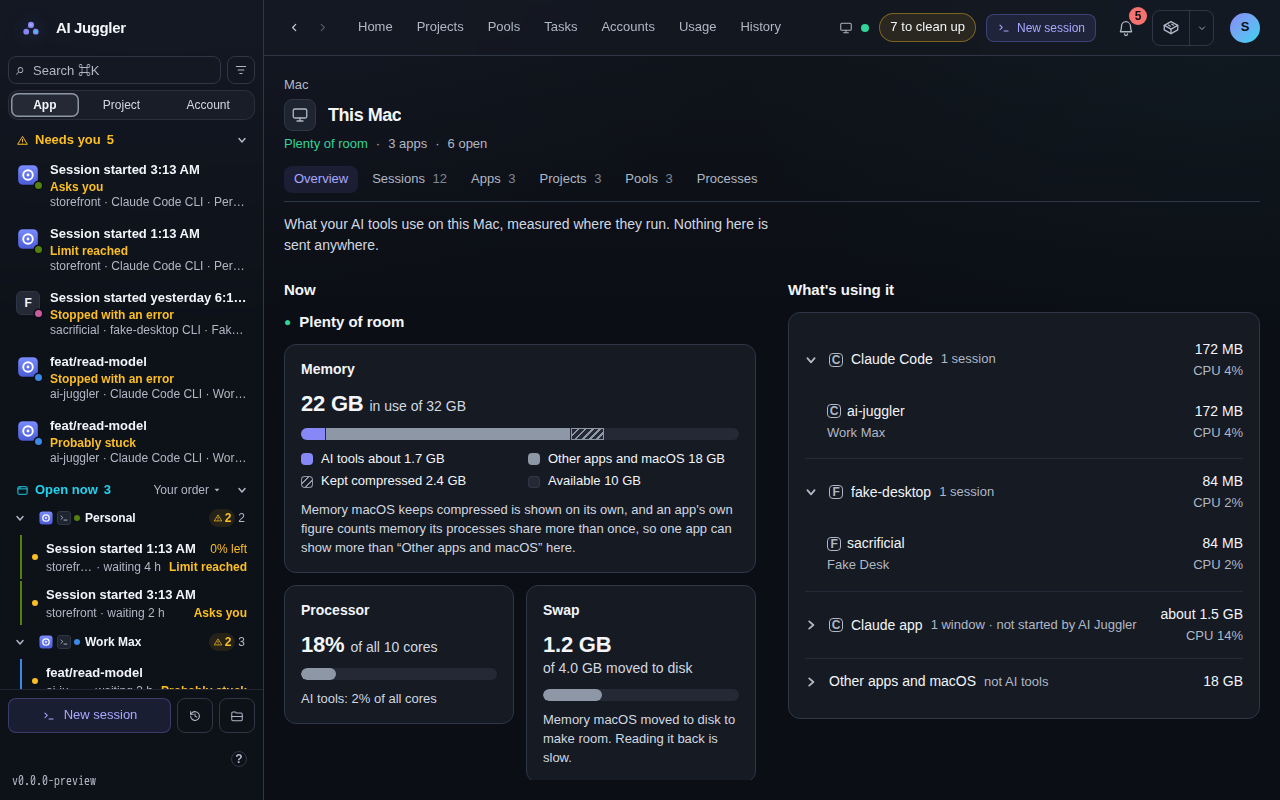 AI Juggler
Search ⌘K
App
Project
Account
Needs you 5
Session started 3:13 AM
Asks you
storefront · Claude Code CLI · Per…
Session started 1:13 AM
Limit reached
storefront · Claude Code CLI · Per…
F
Session started yesterday 6:1…
Stopped with an error
sacrificial · fake-desktop CLI · Fak…
feat/read-model
Stopped with an error
ai-juggler · Claude Code CLI · Wor…
feat/read-model
Probably stuck
ai-juggler · Claude Code CLI · Wor…
Open now 3
Your order
Personal
2 2
Session started 1:13 AM 0% left
storefr… · waiting 4 h Limit reached
Session started 3:13 AM
storefront · waiting 2 h Asks you
Work Max
2 3
feat/read-model
New session
?
v0.0.0-preview
Home
Projects
Pools
Tasks
Accounts
Usage
History
7 to clean up
New session
5
S
Mac
This Mac
Plenty of room · 3 apps · 6 open
Overview
Sessions 12
Apps 3
Projects 3
Pools 3
Processes
What your AI tools use on this Mac, measured where they run. Nothing here is
sent anywhere.
Now
Plenty of room
Memory
22 GB in use of 32 GB
AI tools about 1.7 GB
Other apps and macOS 18 GB
Kept compressed 2.4 GB
Available 10 GB
Memory macOS keeps compressed is shown on its own, and an app's own
figure counts memory its processes share more than once, so one app can
show more than “Other apps and macOS” here.
Processor
18% of all 10 cores
AI tools: 2% of all cores
Swap
1.2 GB
of 4.0 GB moved to disk
Memory macOS moved to disk to
make room. Reading it back is
slow.
What's using it
C Claude Code 1 session
172 MB
CPU 4%
C ai-juggler
172 MB
Work Max
CPU 4%
F fake-desktop 1 session
84 MB
CPU 2%
F sacrificial
84 MB
Fake Desk
CPU 2%
C Claude app 1 window · not started by AI Juggler
about 1.5 GB
CPU 14%
Other apps and macOS not AI tools
18 GB